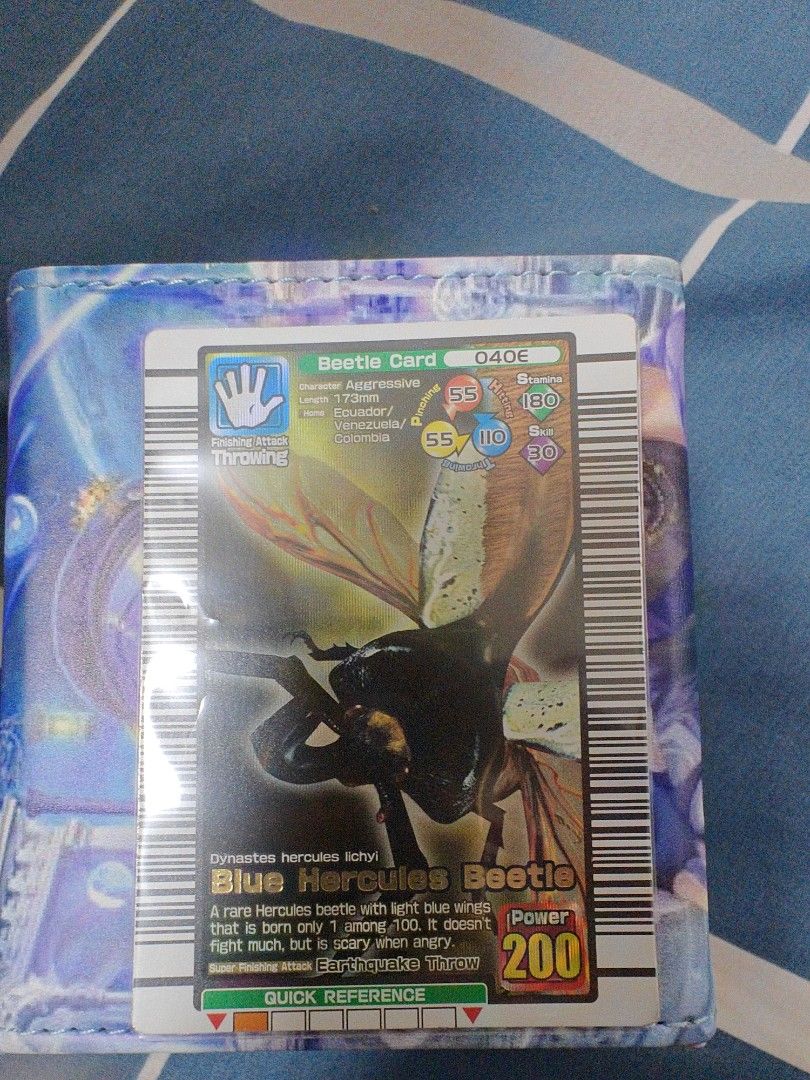 Beetle Card 040E
Finishing Attack
Throwing
Character Aggressive
Length 173mm
Home Ecuador/
Venezuela/
Colombia
Pinching
55
Hitting
55
110
Throwing
Stamina
180
Skill
30
Dynastes hercules lichyi
Blue Hercules Beetle
A rare Hercules beetle with light blue wings
that is born only 1 among 100. It doesn't
fight much, but is scary when angry.
Super Finishing Attack Earthquake Throw
Power
200
QUICK REFERENCE